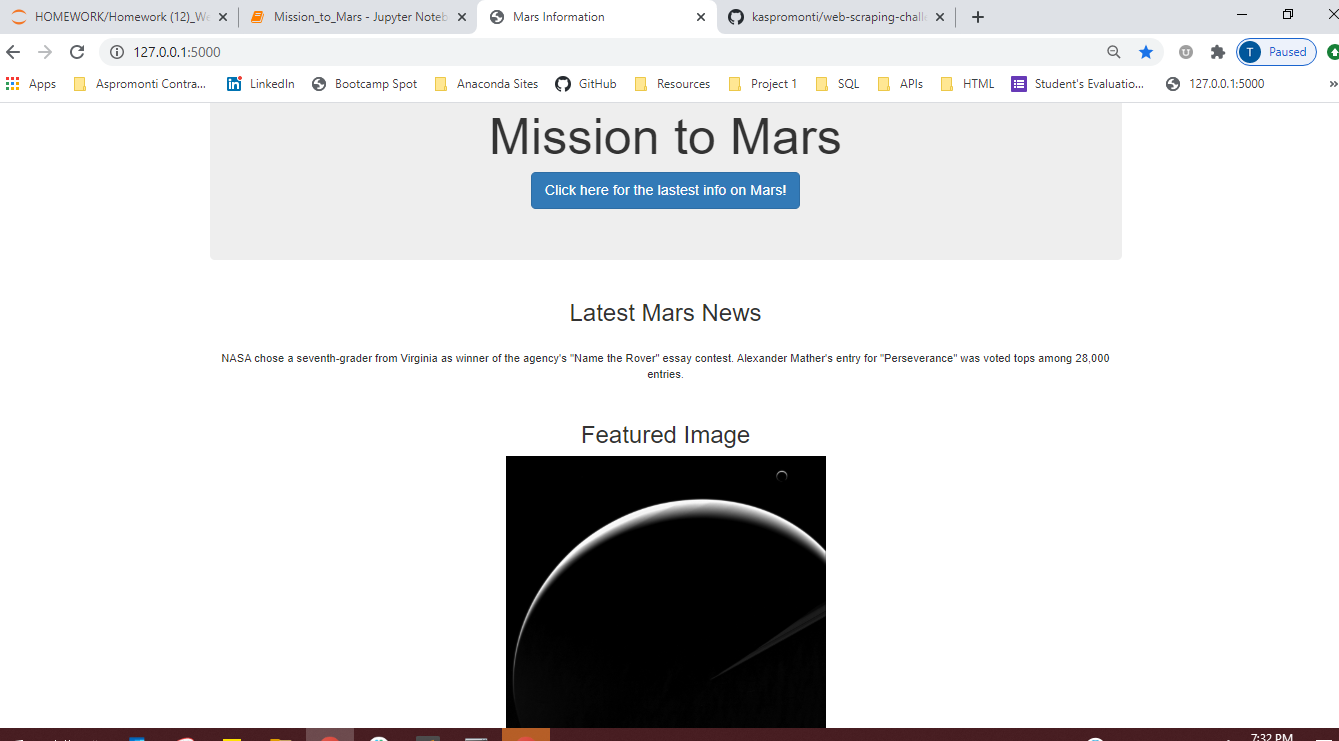 HOMEWORK/Homework (12)_We
Mission_to_Mars - Jupyter Noteb
Mars Information
kaspromonti/web-scraping-challe
127.0.0.1:5000
T Paused
Apps
Aspromonti Contra...
LinkedIn
Bootcamp Spot
Anaconda Sites
GitHub
Resources
Project 1
SQL
APIs
HTML
Student's Evaluatio...
127.0.0.1:5000
Mission to Mars
Click here for the lastest info on Mars!
Latest Mars News
NASA chose a seventh-grader from Virginia as winner of the agency's "Name the Rover" essay contest. Alexander Mather's entry for "Perseverance" was voted tops among 28,000
entries.
Featured Image
7:32 PM